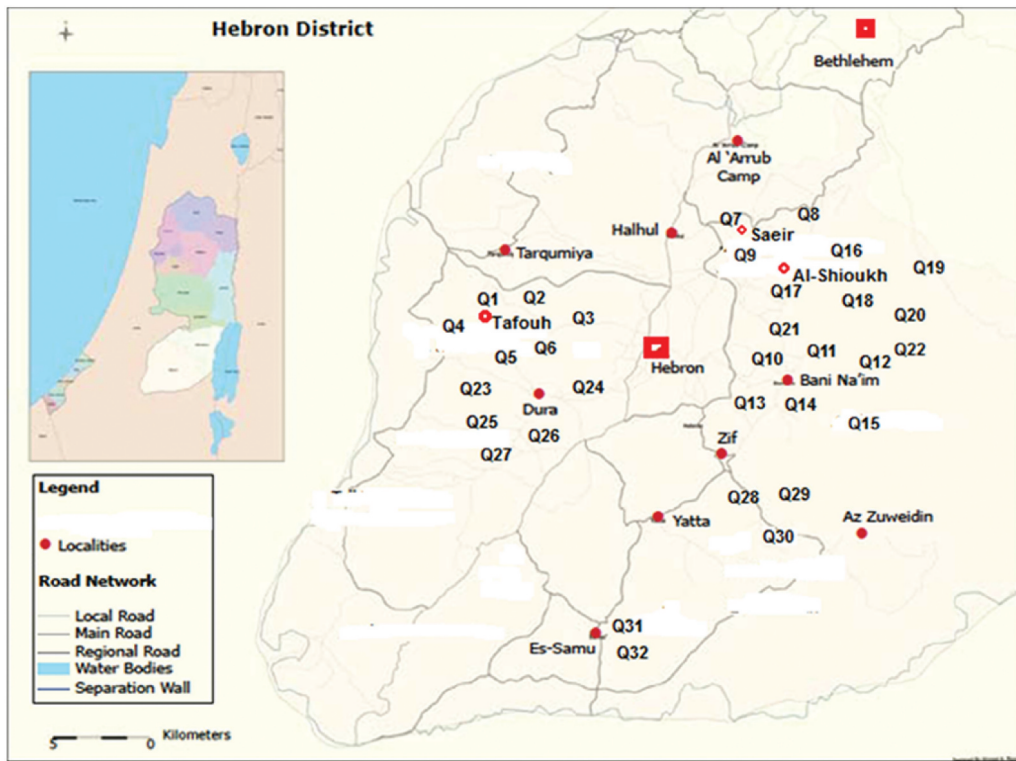 Hebron District
Bethlehem
Al 'Arrub
Camp
Q7
Q8
Halhul
Saeir
Q9
Q16
Tarqumiya
Al-Shioukh
Q19
Q17
Q1
Q2
Q18
Q4
Tafouh
Q3
Q20
Q21
Q5
Q6
Q10
Q11
Q12
Q22
Hebron
Bani Na'im
Q23
Q24
Dura
Q13
Q14
Q15
Q25
Q26
Zif
Q27
Q28
Q29
Yatta
Az Zuweidin
Q30
Q31
Es-Samu
Q32
Legend
Localities
Road Network
Local Road
Main Road
Regional Road
Water Bodies
Separation Wall
5 0 Kilometers